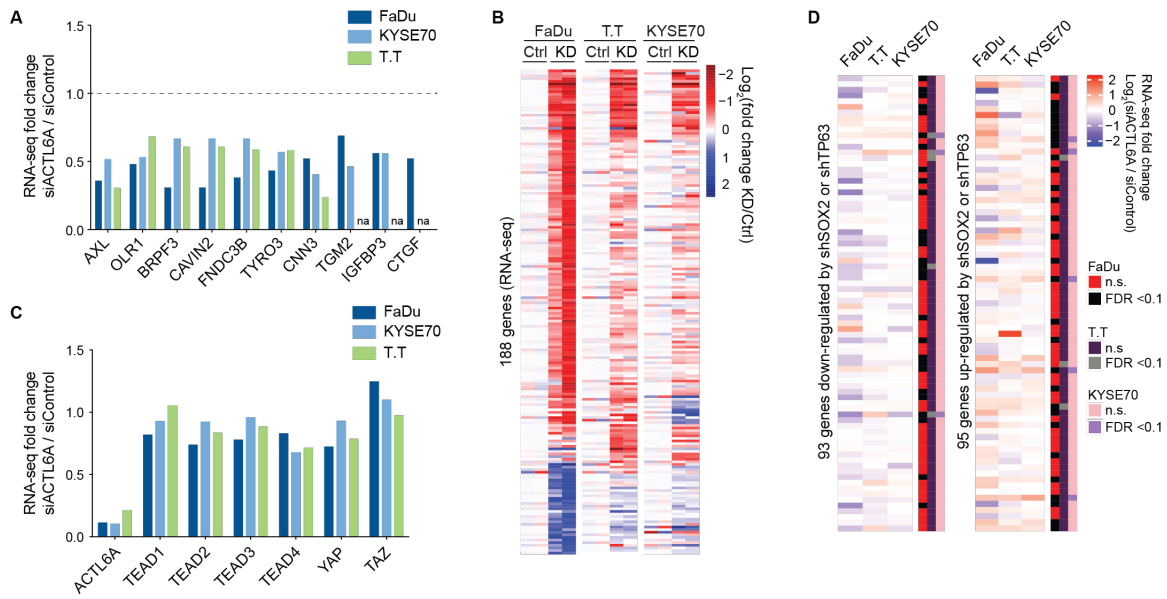 A
RNA-seq fold change
siACTL6A / siControl
1.5
1.0
0.5
0
FaDu
KYSE70
T.T
na
na
na
AXL
OLR1
BRPF3
CAVIN2
FNDC3B
TYRO3
CNN3
TGM2
IGFBP3
CTGF
B
FaDu
T.T
KYSE70
Ctrl
KD
Ctrl
KD
Ctrl
KD
188 genes (RNA-seq)
−2
−1
0
1
2
Log2(fold change KD/Ctrl)
C
RNA-seq fold change
siACTL6A / siControl
1.5
1.0
0.5
0.0
FaDu
KYSE70
T.T
ACTL6A
TEAD1
TEAD2
TEAD3
TEAD4
YAP
TAZ
D
FaDu
T.T
KYSE70
FaDu
T.T
KYSE70
93 genes down-regulated by shSOX2 or shTP63
95 genes up-regulated by shSOX2 or shTP63
2
1
0
−1
−2
RNA-seq fold change
Log2(siACTL6A / siControl)
FaDu
n.s.
FDR <0.1
T.T
n.s
FDR <0.1
KYSE70
n.s.
FDR <0.1